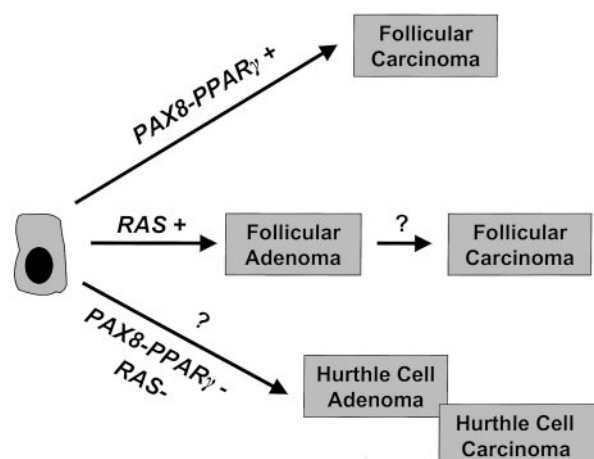 Follicular
Carcinoma
PAX8-PPARγ +
RAS +
Follicular
Adenoma
?
Follicular
Carcinoma
?
PAX8-PPARγ -
RAS-
Hurthle Cell
Adenoma
Hurthle Cell
Carcinoma